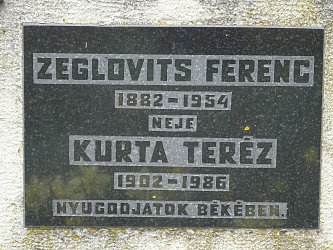 ZEGLOVITS FERENC
1882-1954
NEJE
KURTA TERÉZ
1902-1986
NYUGODJATOK BÉKÉBEN.